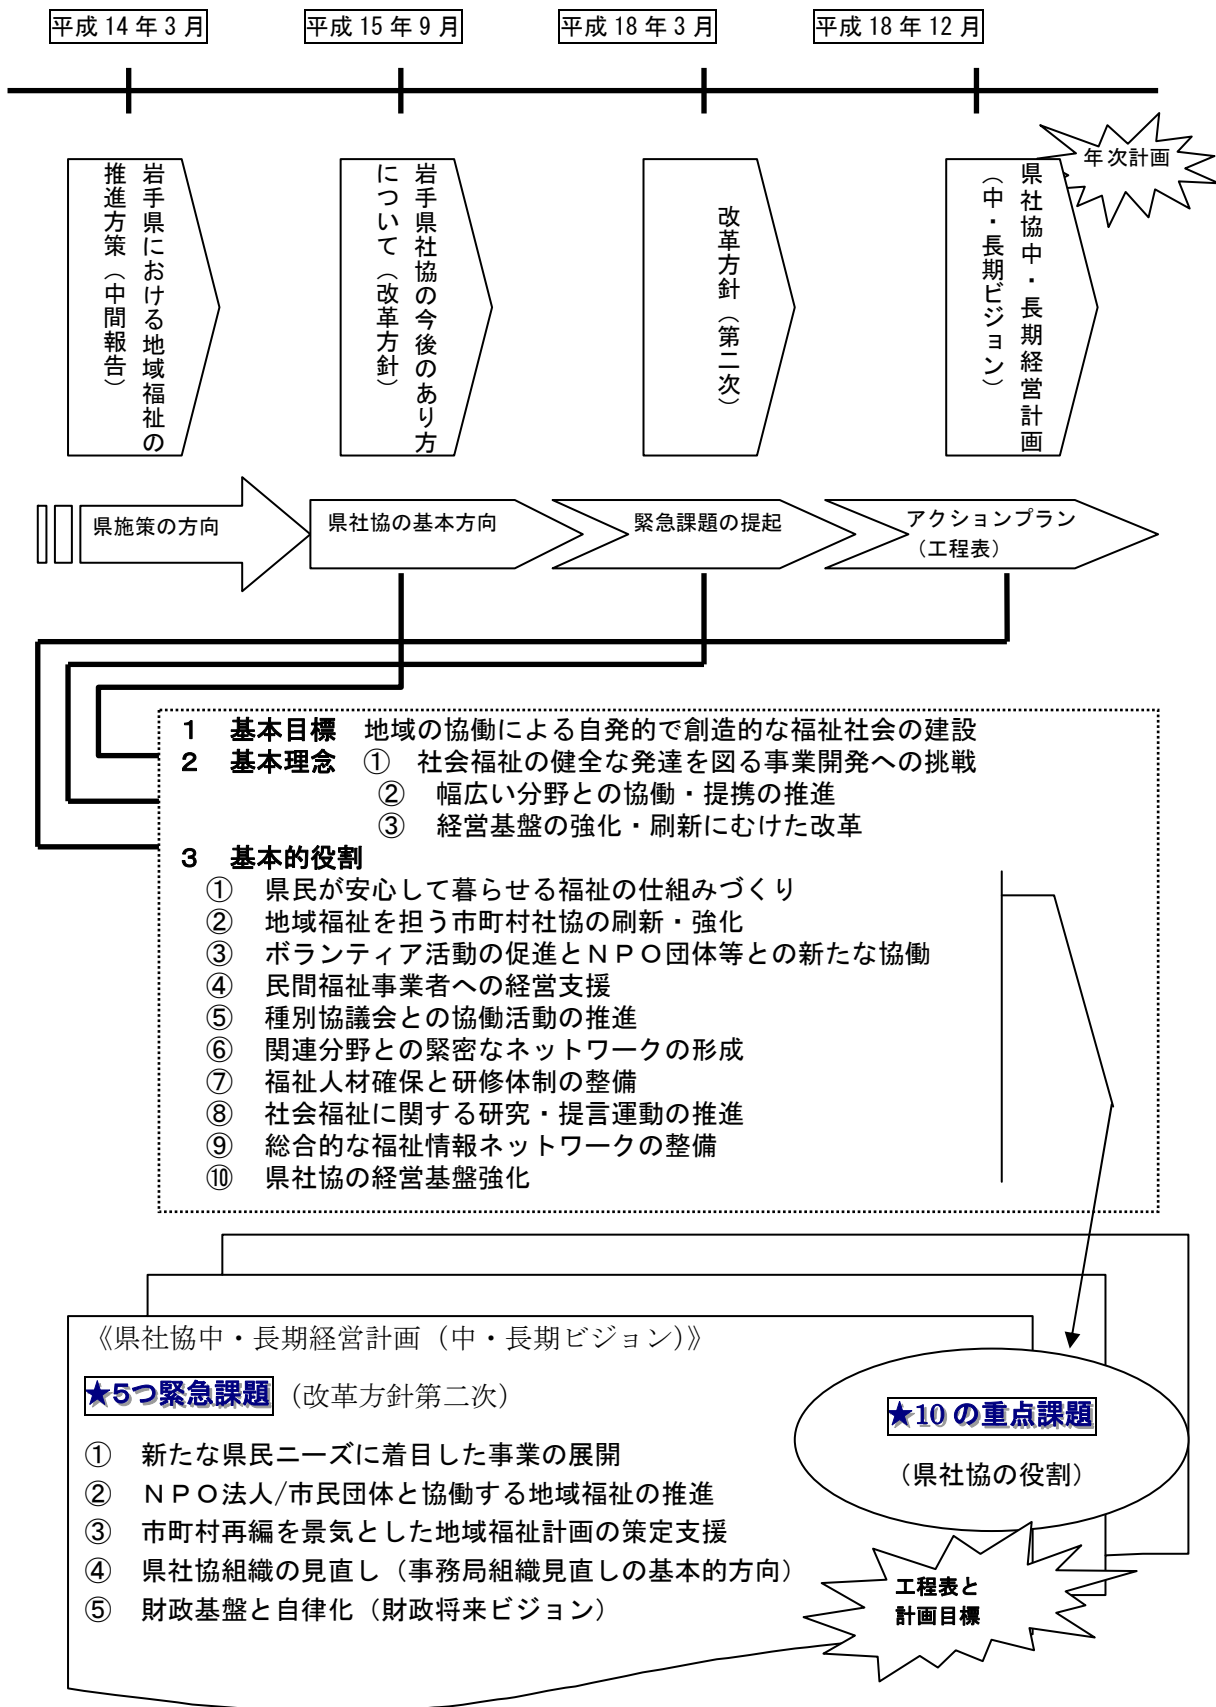 平成14年3月
平成15年9月
平成18年3月
平成18年12月
年次計画
岩手県における地域福祉の
推進方策（中間報告）
岩手県社協の今後のあり方
について（改革方針）
改革方針（第二次）
県社協中・長期経営計画
（中・長期ビジョン）
県施策の方向
県社協の基本方向
緊急課題の提起
アクションプラン
（工程表）
１　基本目標　地域の協働による自発的で創造的な福祉社会の建設
２　基本理念　①　社会福祉の健全な発達を図る事業開発への挑戦
②　幅広い分野との協働・提携の推進
③　経営基盤の強化・刷新にむけた改革
３　基本的役割
①　県民が安心して暮らせる福祉の仕組みづくり
②　地域福祉を担う市町村社協の刷新・強化
③　ボランティア活動の促進とＮＰＯ団体等との新たな協働
④　民間福祉事業者への経営支援
⑤　種別協議会との協働活動の推進
⑥　関連分野との緊密なネットワークの形成
⑦　福祉人材確保と研修体制の整備
⑧　社会福祉に関する研究・提言運動の推進
⑨　総合的な福祉情報ネットワークの整備
⑩　県社協の経営基盤強化
《県社協中・長期経営計画（中・長期ビジョン）》
★5つ緊急課題（改革方針第二次）
①　新たな県民ニーズに着目した事業の展開
②　ＮＰＯ法人/市民団体と協働する地域福祉の推進
③　市町村再編を景気とした地域福祉計画の策定支援
④　県社協組織の見直し（事務局組織見直しの基本的方向）
⑤　財政基盤と自律化（財政将来ビジョン）
★10の重点課題
（県社協の役割）
工程表と
計画目標